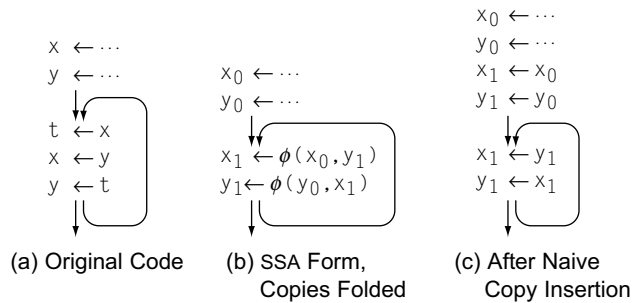 x ← ⋯
y ← ⋯
t ← x
x ← y
y ← t
(a) Original Code
x₀ ← ⋯
y₀ ← ⋯
x₁ ← ϕ(x₀,y₁)
y₁ ← ϕ(y₀,x₁)
(b) SSA Form,
Copies Folded
x₀ ← ⋯
y₀ ← ⋯
x₁ ← x₀
y₁ ← y₀
x₁ ← y₁
y₁ ← x₁
(c) After Naive
Copy Insertion